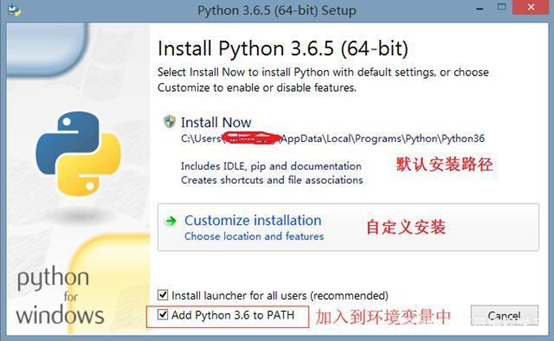 Python 3.6.5 (64-bit) Setup
Install Python 3.6.5 (64-bit)
Select Install Now to install Python with default settings, or choose
Customize to enable or disable features.
Install Now
C:\Users\AppData\Local\Programs\Python\Python36
Includes IDLE, pip and documentation
默认安装路径
Creates shortcuts and file associations
Customize installation
自定义安装
Choose location and features
python
for
windows
Install launcher for all users (recommended)
Add Python 3.6 to PATH
加入到环境变量中
Cancel